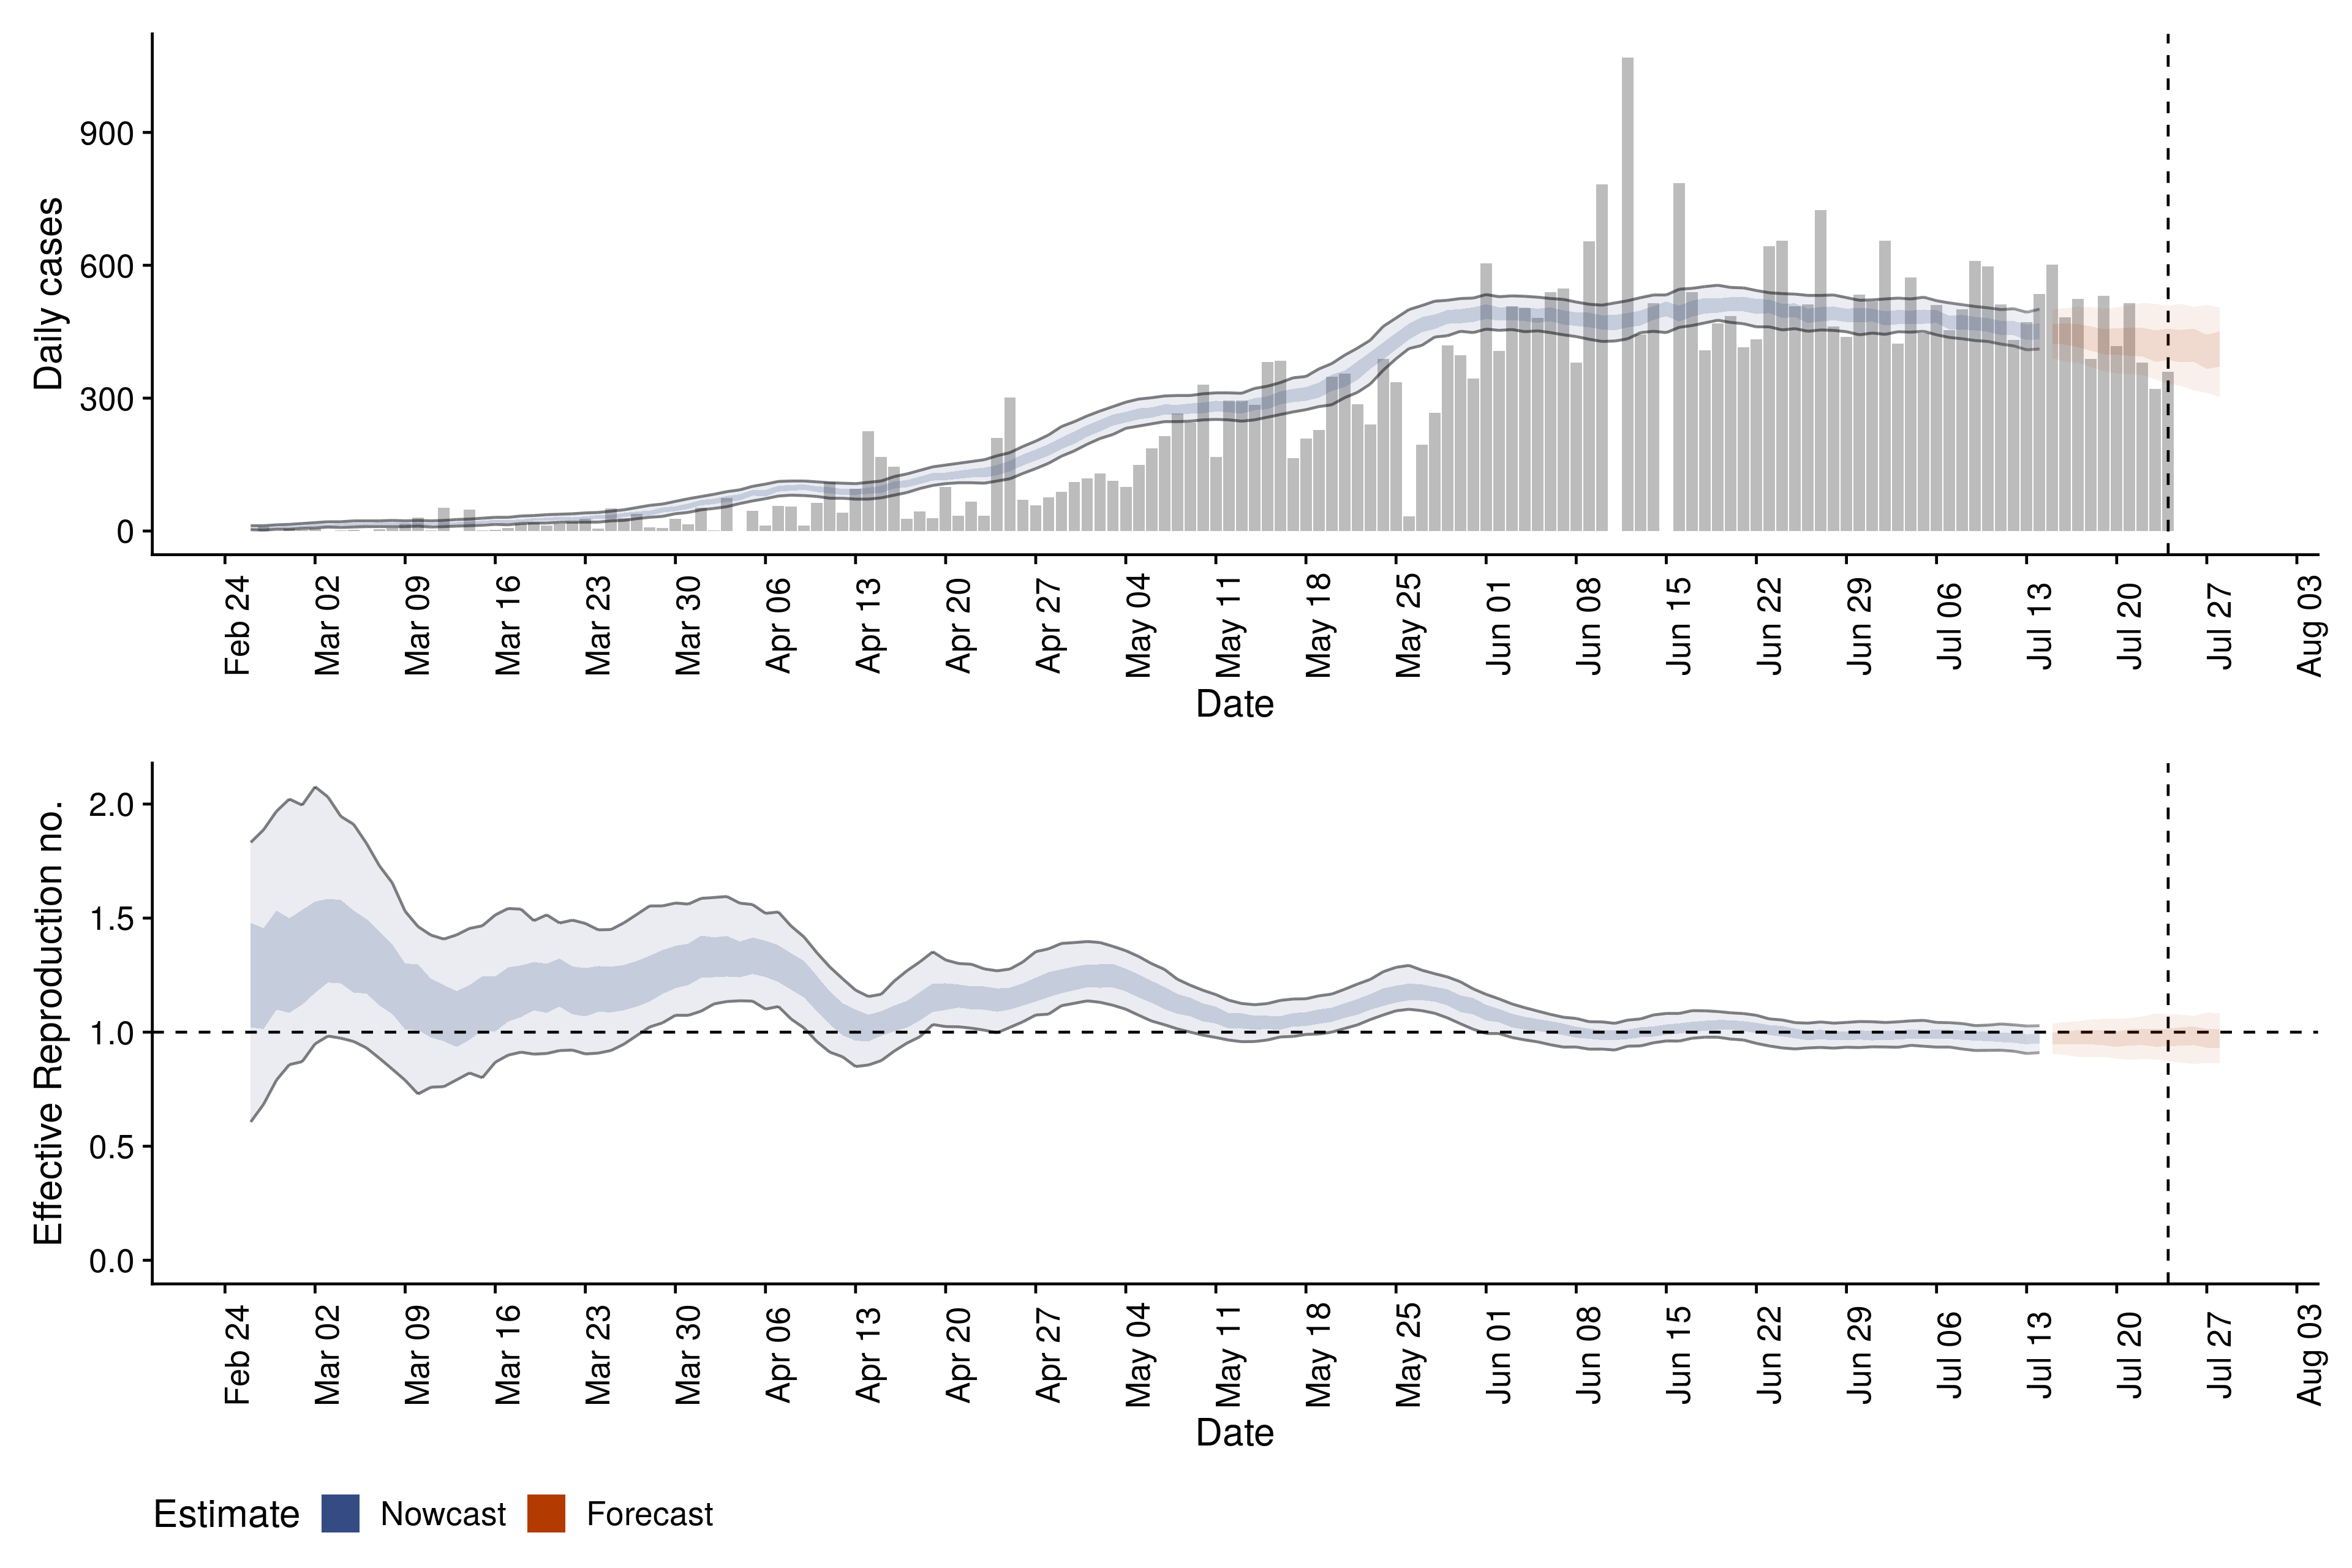 Daily cases
900
600
300
0
Feb 24
Mar 02
Mar 09
Mar 16
Mar 23
Mar 30
Apr 06
Apr 13
Apr 20
Apr 27
May 04
May 11
May 18
May 25
Jun 01
Jun 08
Jun 15
Jun 22
Jun 29
Jul 06
Jul 13
Jul 20
Jul 27
Aug 03
Date
Effective Reproduction no.
2.0
1.5
1.0
0.5
0.0
Feb 24
Mar 02
Mar 09
Mar 16
Mar 23
Mar 30
Apr 06
Apr 13
Apr 20
Apr 27
May 04
May 11
May 18
May 25
Jun 01
Jun 08
Jun 15
Jun 22
Jun 29
Jul 06
Jul 13
Jul 20
Jul 27
Aug 03
Date
Estimate Nowcast Forecast